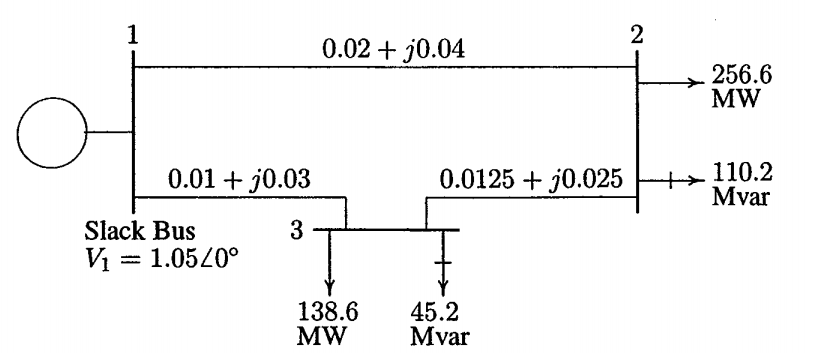 1
2
0.02 + j0.04
256.6
MW
0.01 + j0.03
0.0125 + j0.025
110.2
Mvar
Slack Bus
V₁ = 1.05∠0°
3
138.6
MW
45.2
Mvar